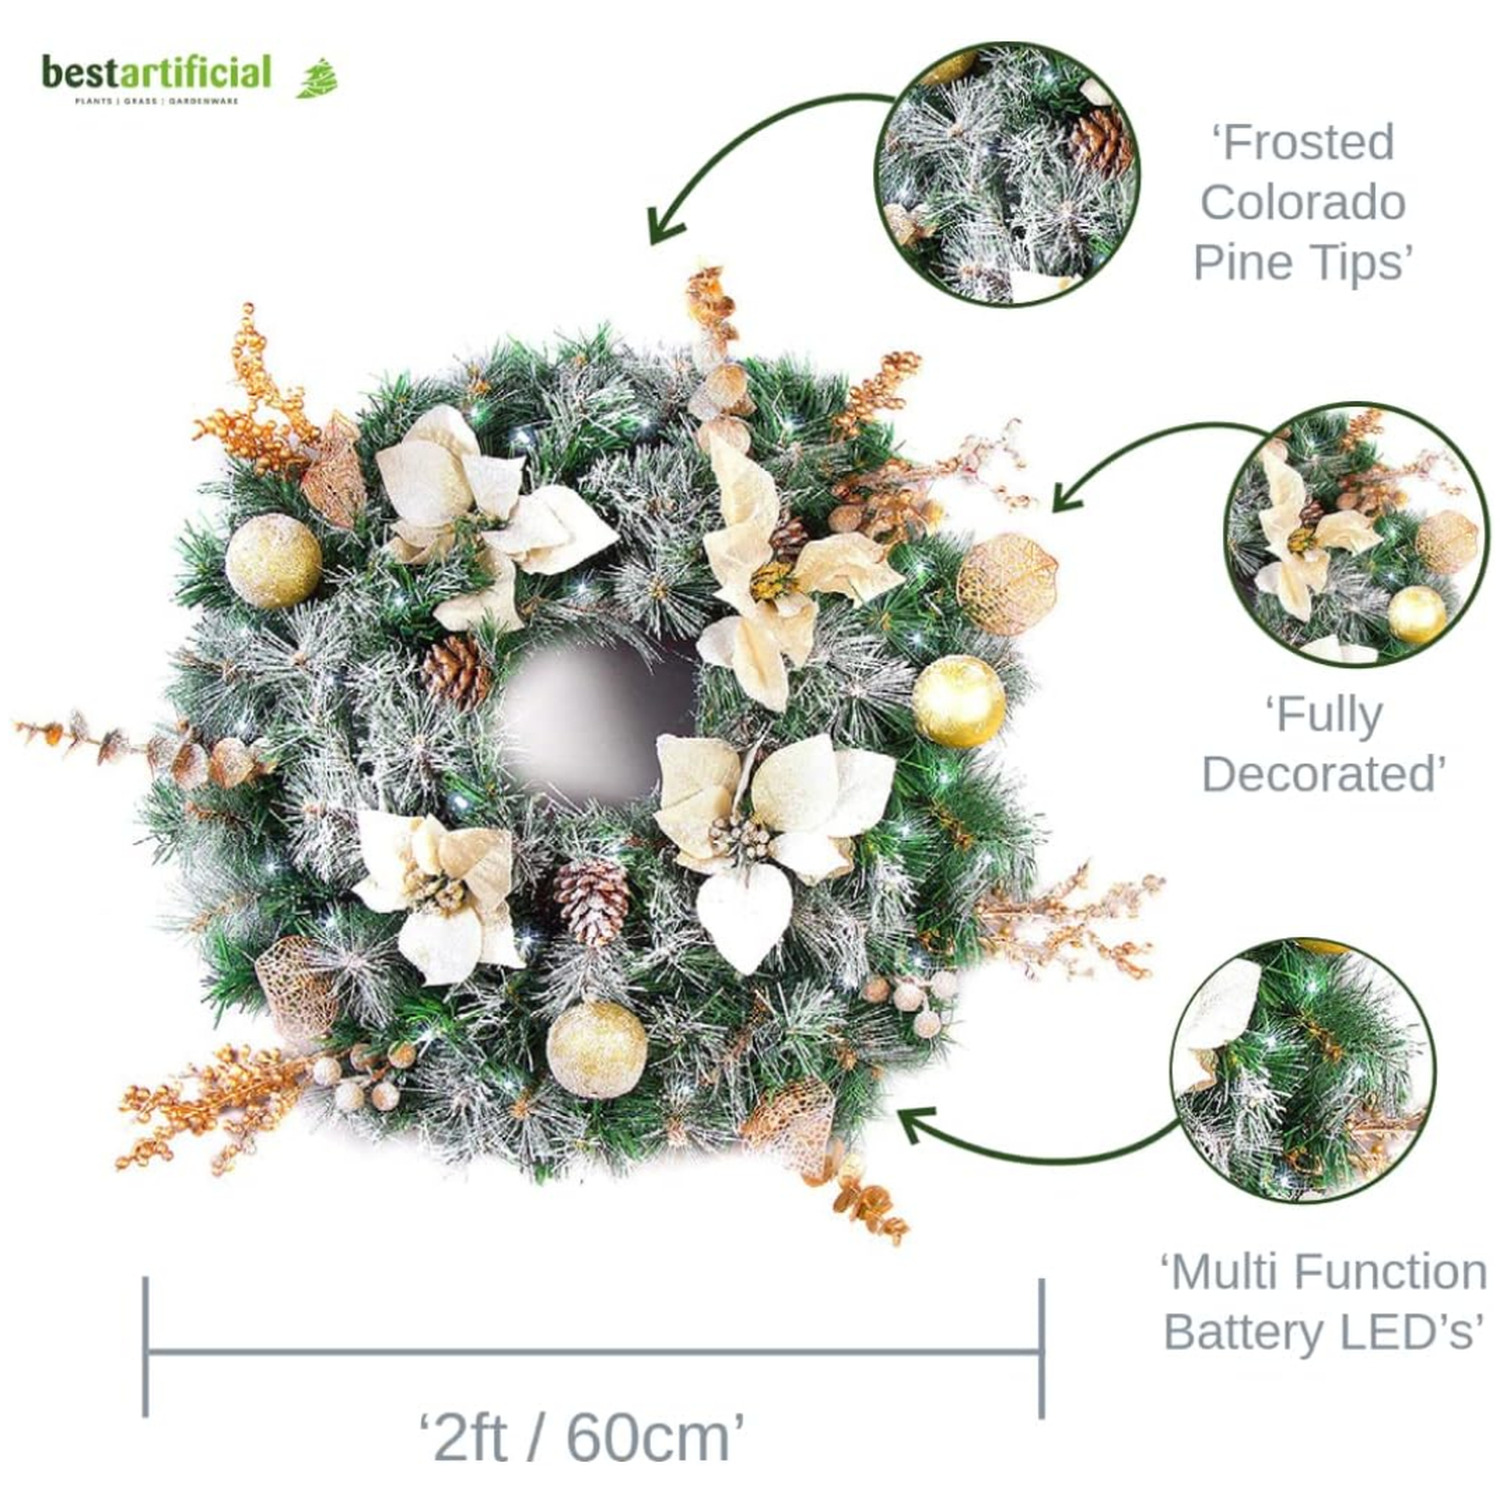 bestartificial
PLANTS | GRASS | GARDENWARE
‘Frosted
Colorado
Pine Tips’
‘Fully
Decorated’
‘Multi Function
Battery LED’s’
‘2ft / 60cm’